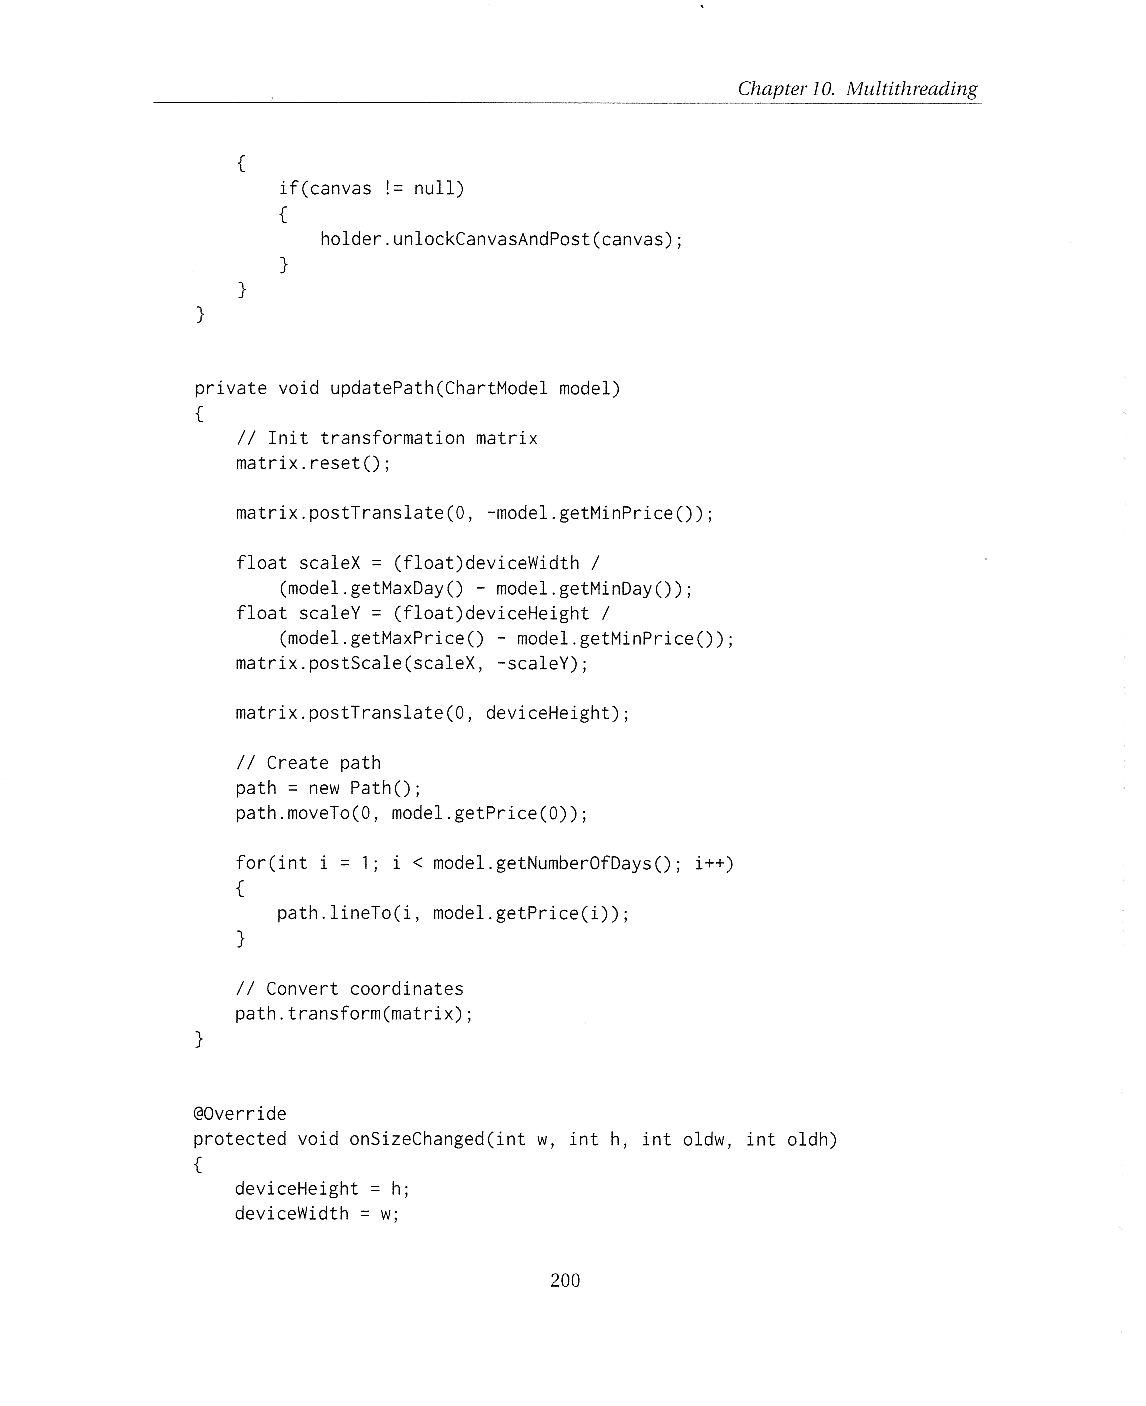 Chapter 10. Multithreading
{
if(canvas != null)
{
holder.unlockCanvasAndPost(canvas);
}
}
}
private void updatePath(ChartModel model)
{
// Init transformation matrix
matrix.reset();
matrix.postTranslate(0, -model.getMinPrice());
float scaleX = (float)deviceWidth /
(model.getMaxDay() - model.getMinDay());
float scaleY = (float)deviceHeight /
(model.getMaxPrice() - model.getMinPrice());
matrix.postScale(scaleX, -scaleY);
matrix.postTranslate(0, deviceHeight);
// Create path
path = new Path();
path.moveTo(0, model.getPrice(0));
for(int i = 1; i < model.getNumberOfDays(); i++)
{
path.lineTo(i, model.getPrice(i));
}
// Convert coordinates
path.transform(matrix);
}
@Override
protected void onSizeChanged(int w, int h, int oldw, int oldh)
{
deviceHeight = h;
deviceWidth = w;
200